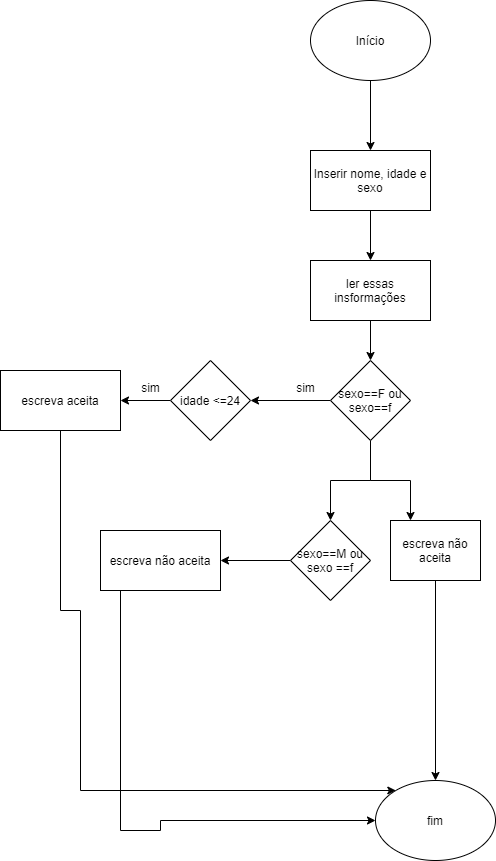 Início
Inserir nome, idade e
sexo
ler essas
insformações
sim
sim
sexo==F ou
sexo==f
idade <=24
escreva aceita
sexo==M ou
sexo ==f
escreva não
aceita
escreva não aceita
fim